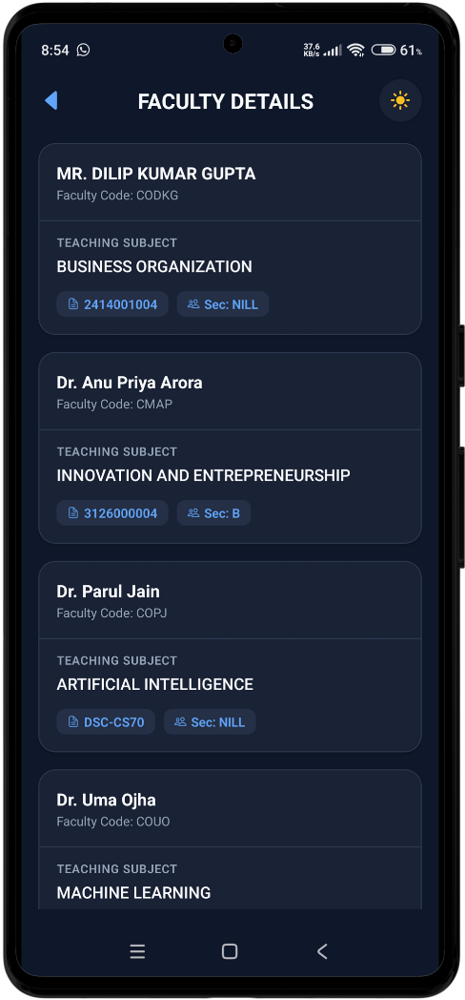 8:54
37.6
KB/s
61%
FACULTY DETAILS
MR. DILIP KUMAR GUPTA
Faculty Code: CODKG
TEACHING SUBJECT
BUSINESS ORGANIZATION
2414001004 Sec: NILL
Dr. Anu Priya Arora
Faculty Code: CMAP
TEACHING SUBJECT
INNOVATION AND ENTREPRENEURSHIP
3126000004 Sec: B
Dr. Parul Jain
Faculty Code: COPJ
TEACHING SUBJECT
ARTIFICIAL INTELLIGENCE
DSC-CS70 Sec: NILL
Dr. Uma Ojha
Faculty Code: COUO
TEACHING SUBJECT
MACHINE LEARNING